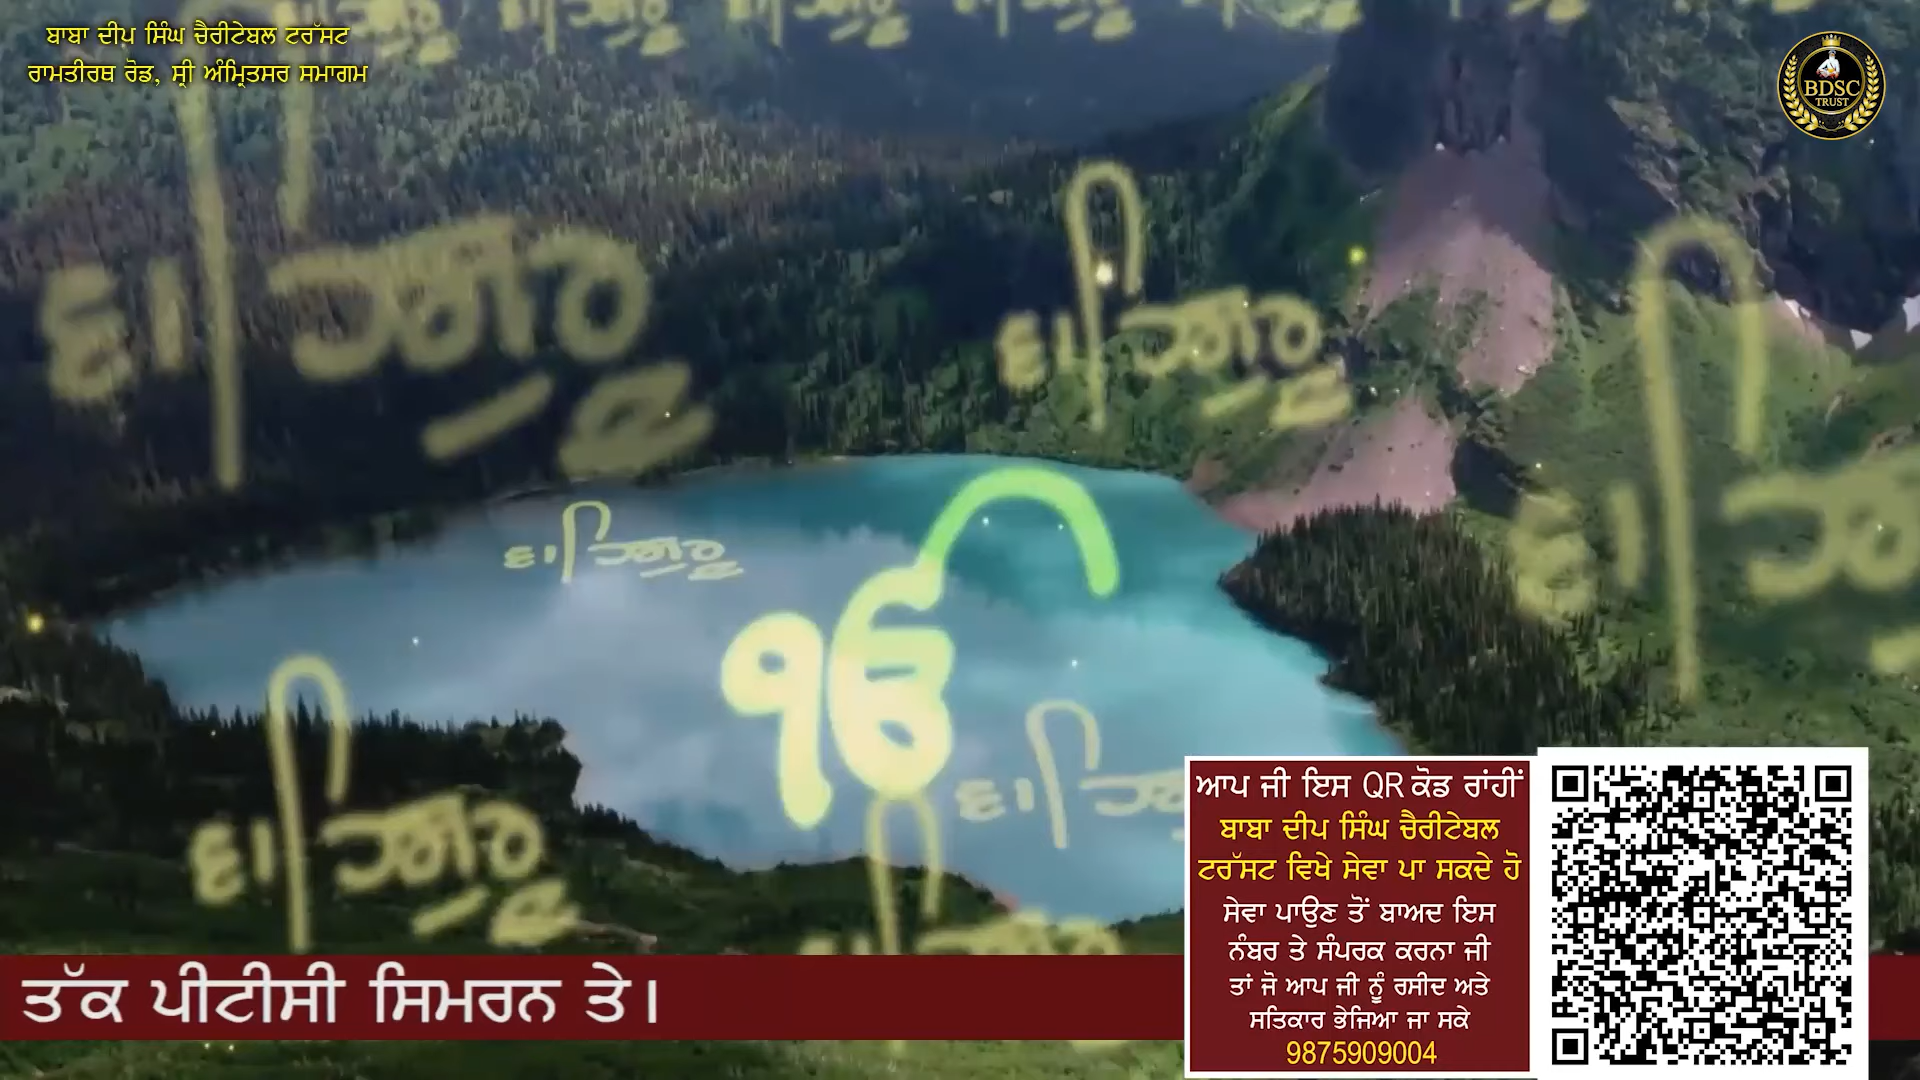 ਬਾਬਾ ਦੀਪ ਸਿੰਘ ਚੈਰੀਟੇਬਲ ਟਰੱਸਟ
ਰਾਮਤੀਰਥ ਰੋਡ, ਸ੍ਰੀ ਅੰਮ੍ਰਿਤਸਰ ਸਮਾਗਮ
BDSC
TRUST
ਵਾਹਿਗੁਰੂ
ਵਾਹਿਗੁਰੂ
ਵਾਹਿਗੁਰੂ
ੴ
ਵਾਹਿਗੁਰੂ
ਆਪ ਜੀ ਇਸ QR ਕੋਡ ਰਾਂਹੀਂ
ਬਾਬਾ ਦੀਪ ਸਿੰਘ ਚੈਰੀਟੇਬਲ
ਟਰੱਸਟ ਵਿਖੇ ਸੇਵਾ ਪਾ ਸਕਦੇ ਹੋ
ਸੇਵਾ ਪਾਉਣ ਤੋਂ ਬਾਅਦ ਇਸ
ਨੰਬਰ ਤੇ ਸੰਪਰਕ ਕਰਨਾ ਜੀ
ਤਾਂ ਜੋ ਆਪ ਜੀ ਨੂੰ ਰਸੀਦ ਅਤੇ
ਸਤਿਕਾਰ ਭੇਜਿਆ ਜਾ ਸਕੇ
9875909004
ਤੱਕ ਪੀਟੀਸੀ ਸਿਮਰਨ ਤੇ।